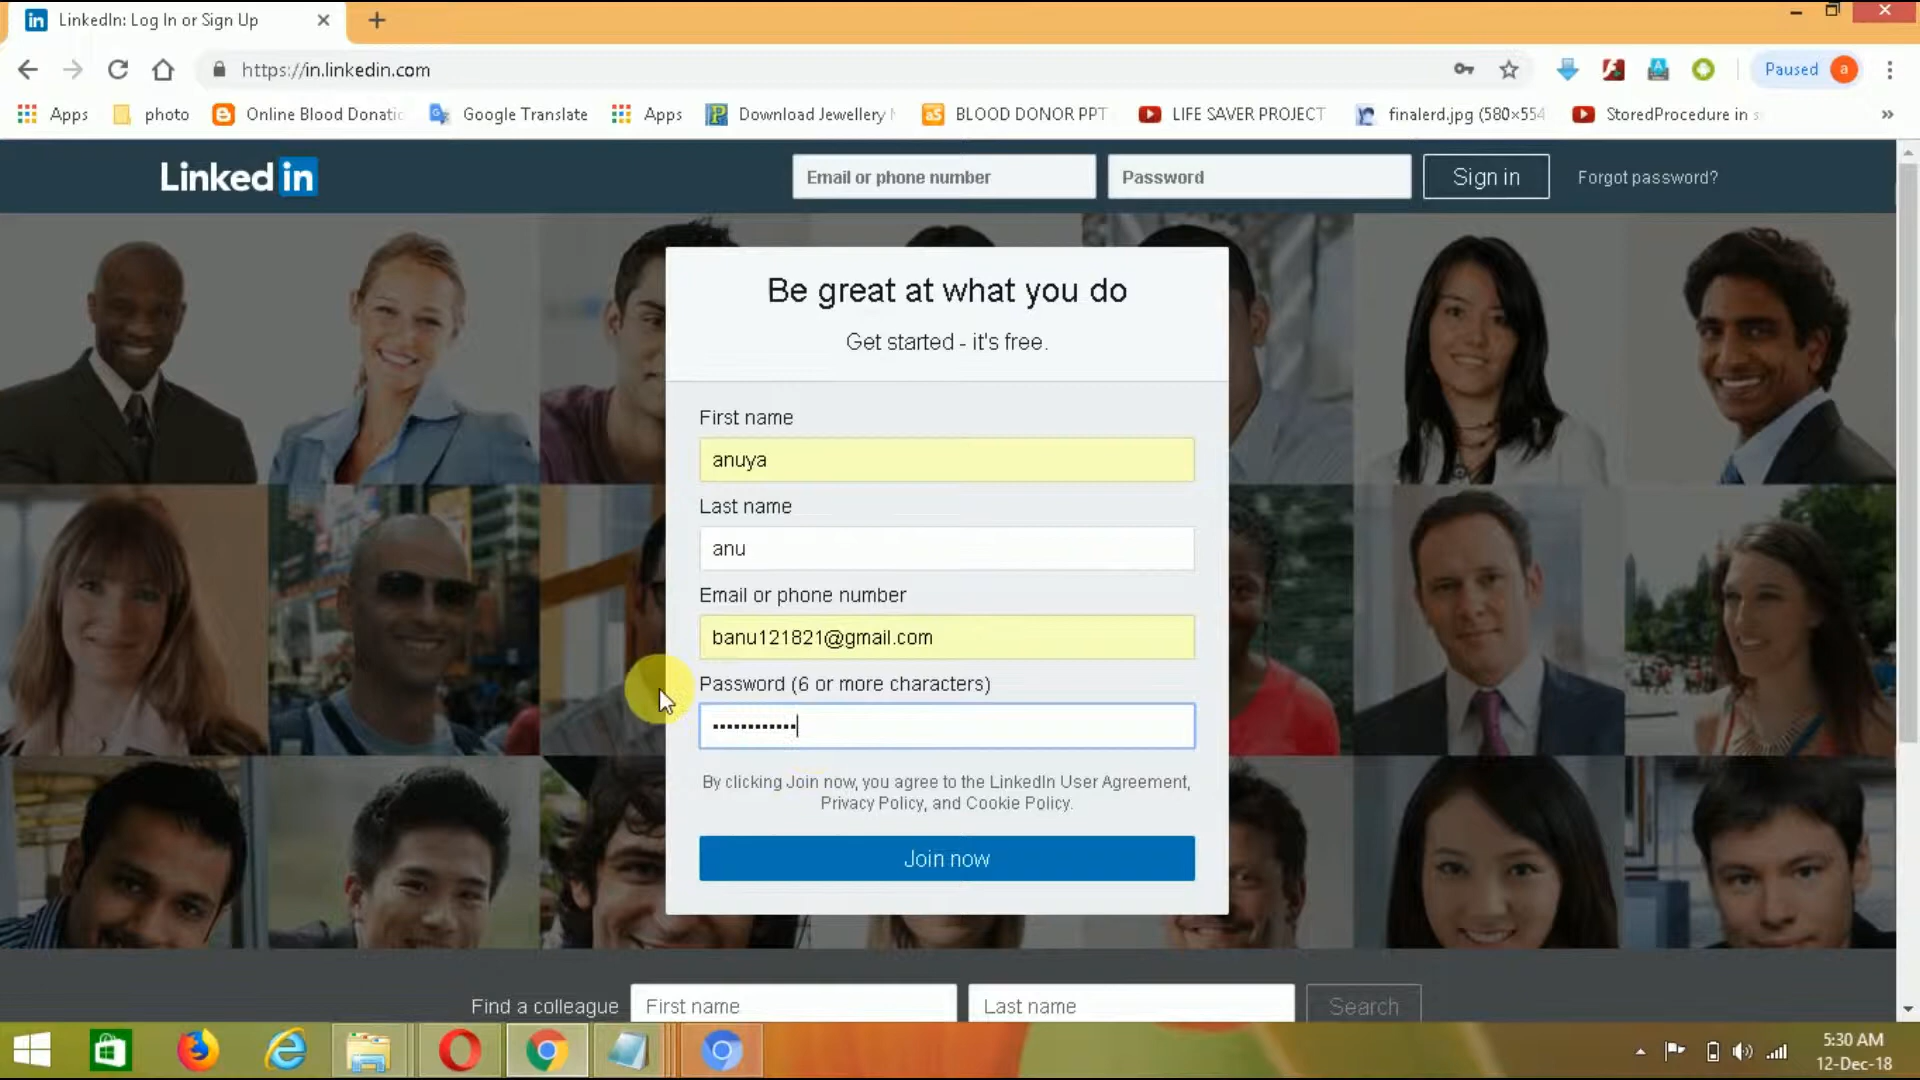 LinkedIn: Log In or Sign Up
https://in.linkedin.com
Paused a
Apps photo Online Blood Donatic Google Translate Apps Download Jewellery BLOOD DONOR PPT LIFE SAVER PROJECT finalerd.jpg (580×554 StoredProcedure in
Linked in
Email or phone number
Password
Sign in
Forgot password?
Be great at what you do
Get started - it's free.
First name
anuya
Last name
anu
Email or phone number
banu121821@gmail.com
Password (6 or more characters)
••••••••••••
By clicking Join now, you agree to the LinkedIn User Agreement,
Privacy Policy, and Cookie Policy.
Join now
Find a colleague First name Last name Search
5:30 AM
12-Dec-18